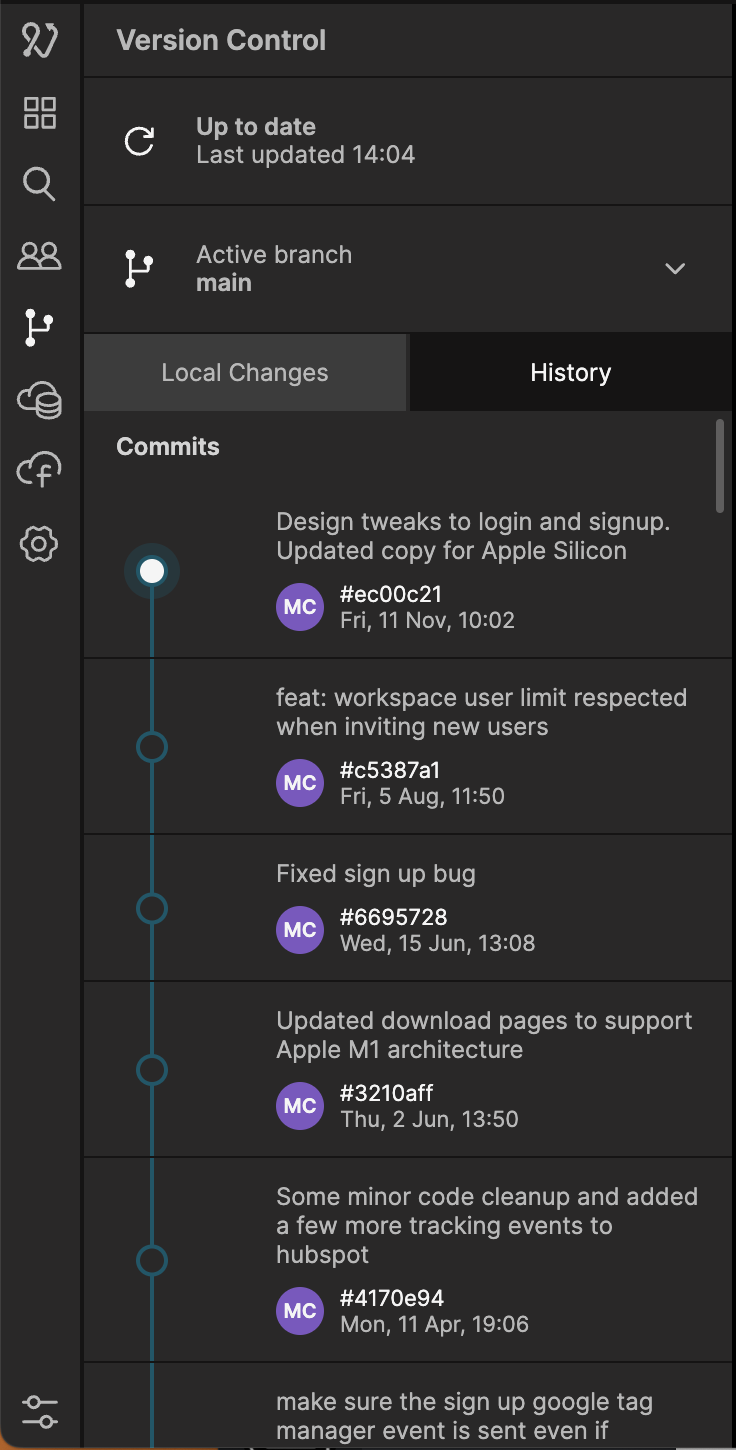 Version Control
Up to date
Last updated 14:04
Active branch
main
Local Changes
History
Commits
Design tweaks to login and signup.
Updated copy for Apple Silicon
MC
#ec00c21
Fri, 11 Nov, 10:02
feat: workspace user limit respected
when inviting new users
MC
#c5387a1
Fri, 5 Aug, 11:50
Fixed sign up bug
MC
#6695728
Wed, 15 Jun, 13:08
Updated download pages to support
Apple M1 architecture
MC
#3210aff
Thu, 2 Jun, 13:50
Some minor code cleanup and added
a few more tracking events to
hubspot
MC
#4170e94
Mon, 11 Apr, 19:06
make sure the sign up google tag
manager event is sent even if